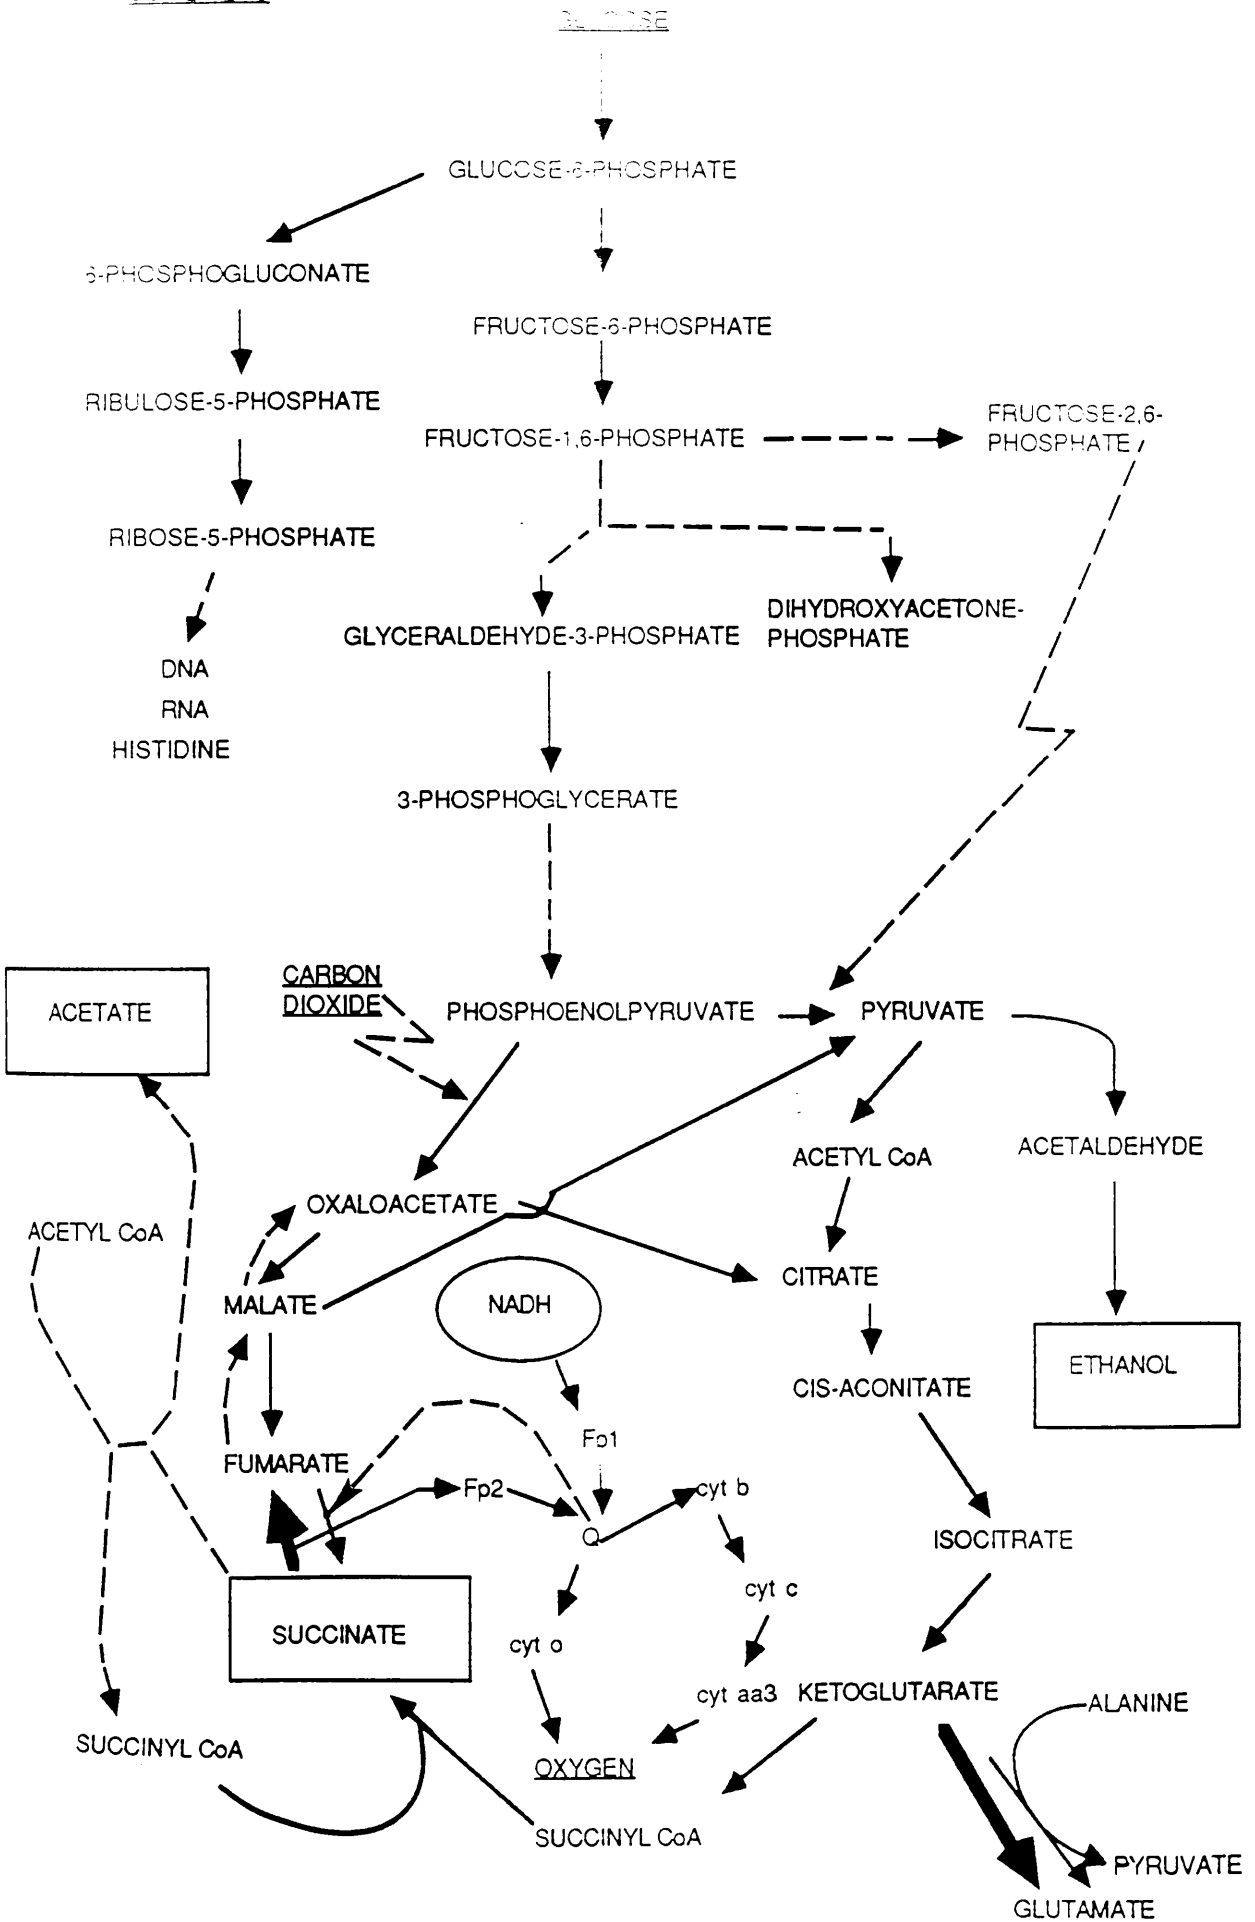 GLUCOSE
GLUCOSE-6-PHOSPHATE
6-PHOSPHOGLUCONATE
FRUCTOSE-6-PHOSPHATE
RIBULOSE-5-PHOSPHATE
FRUCTOSE-1,6-PHOSPHATE
FRUCTOSE-2,6-
PHOSPHATE
RIBOSE-5-PHOSPHATE
DIHYDROXYACETONE-
PHOSPHATE
GLYCERALDEHYDE-3-PHOSPHATE
DNA
RNA
HISTIDINE
3-PHOSPHOGLYCERATE
CARBON
DIOXIDE
ACETATE
PHOSPHOENOLPYRUVATE
PYRUVATE
ACETYL CoA
ACETALDEHYDE
OXALOACETATE
ACETYL CoA
CITRATE
MALATE
NADH
ETHANOL
CIS-ACONITATE
Fp1
FUMARATE
Fp2
cyt b
Q
ISOCITRATE
cyt c
SUCCINATE
cyt o
cyt aa3
KETOGLUTARATE
ALANINE
SUCCINYL CoA
OXYGEN
SUCCINYL CoA
PYRUVATE
GLUTAMATE